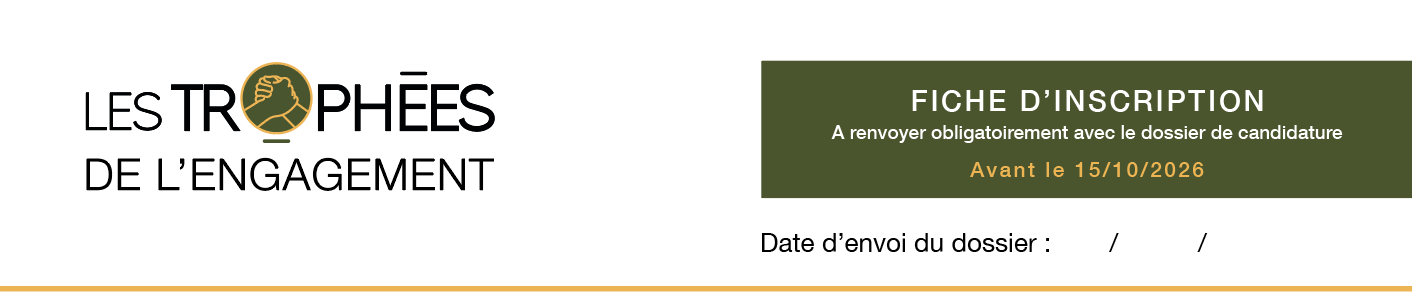 LES TROPHĒES
DE L’ENGAGEMENT
FICHE D’INSCRIPTION
A renvoyer obligatoirement avec le dossier de candidature
Avant le 15/10/2026
Date d’envoi du dossier : / /